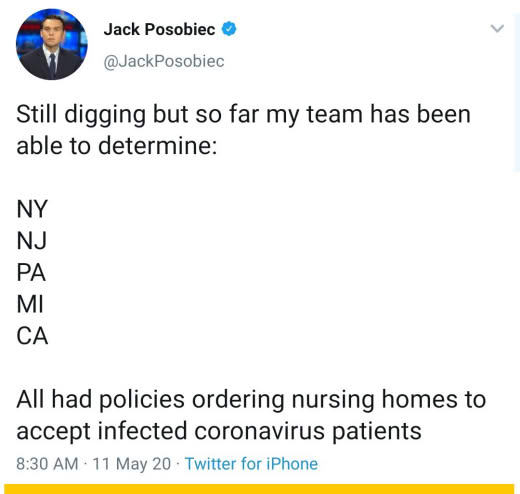 Jack Posobiec
@JackPosobiec
Still digging but so far my team has been
able to determine:
NY
NJ
PA
MI
CA
All had policies ordering nursing homes to
accept infected coronavirus patients
8:30 AM · 11 May 20 · Twitter for iPhone